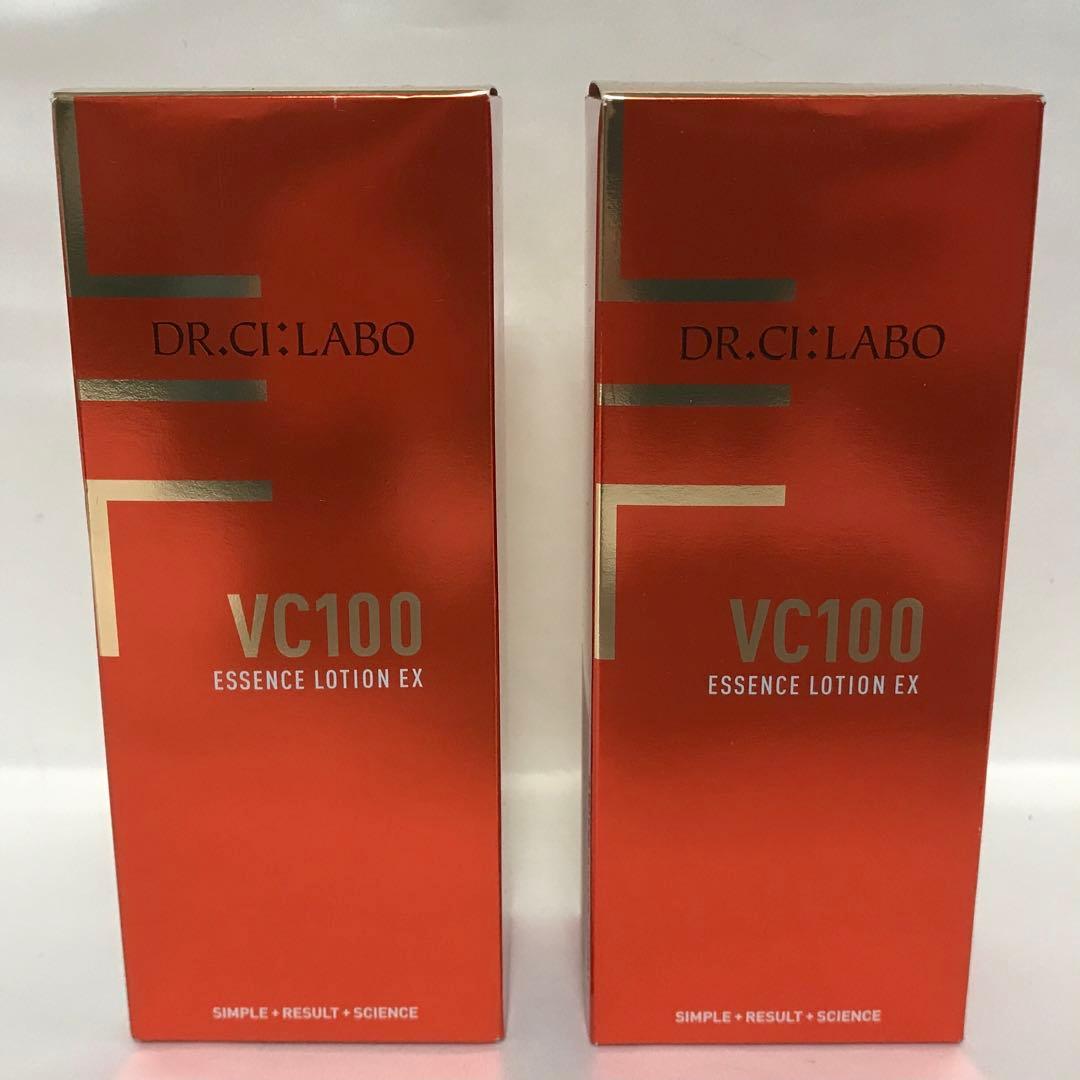 DR.CI:LABO
VC100
ESSENCE LOTION EX
SIMPLE + RESULT + SCIENCE
DR.CI:LABO
VC100
ESSENCE LOTION EX
SIMPLE + RESULT + SCIENCE